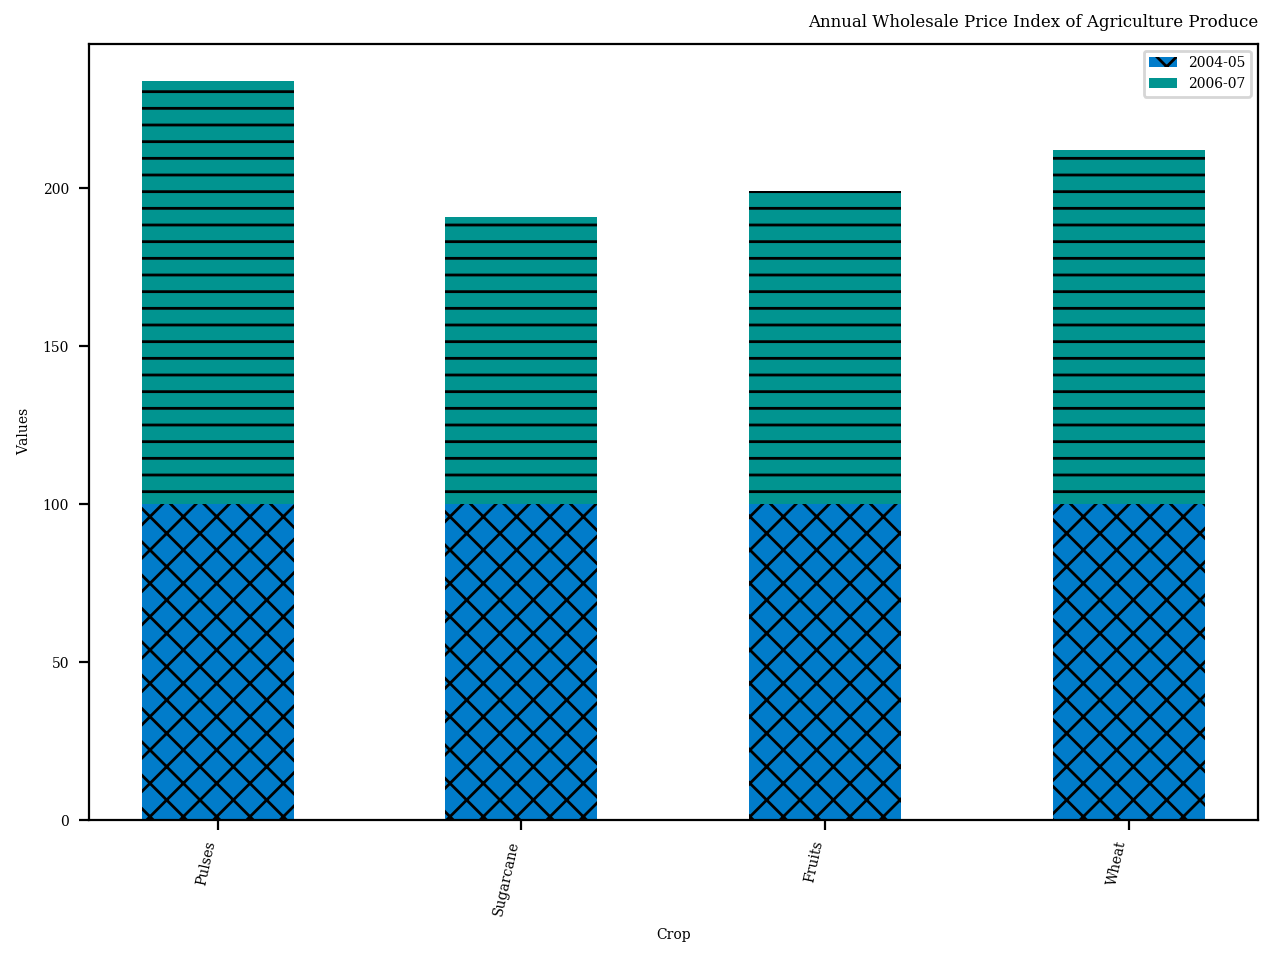 Annual Wholesale Price Index of Agriculture Produce
2004-05
2006-07
200
150
100
50
0
Values
Pulses
Sugarcane
Fruits
Wheat
Crop